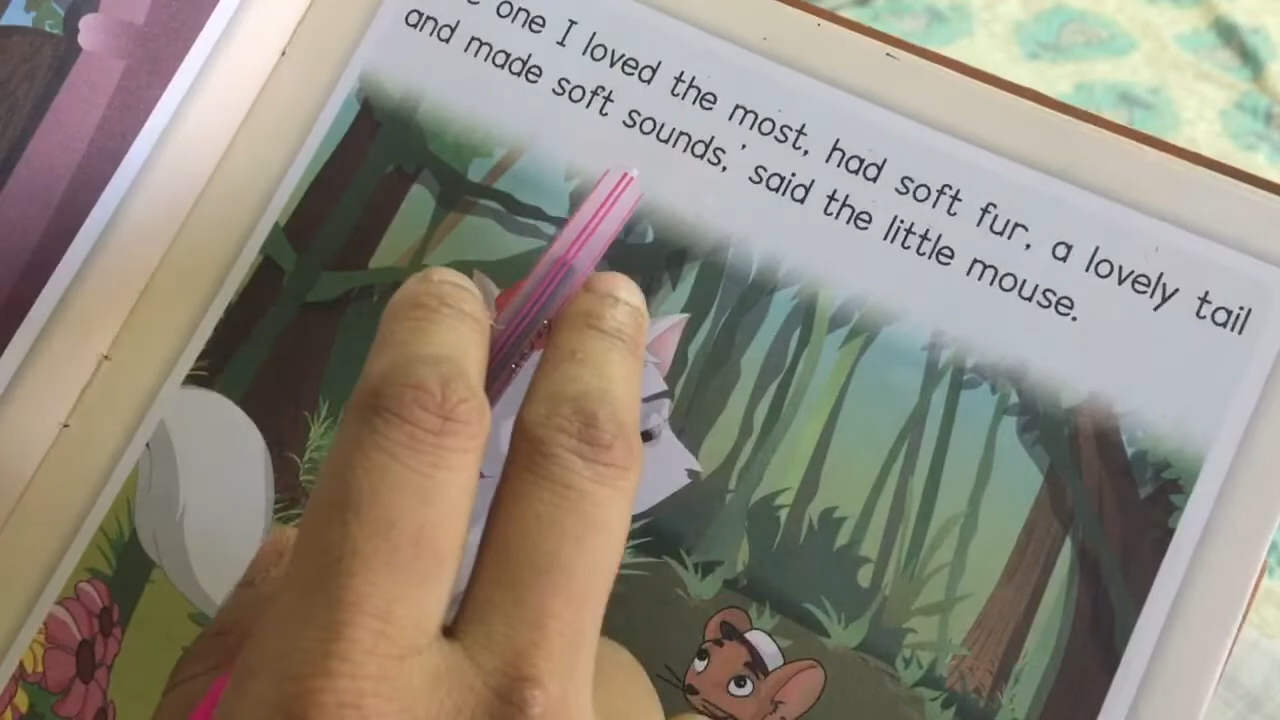 one I loved the most, had soft fur, a lovely tail
and made soft sounds,' said the little mouse.